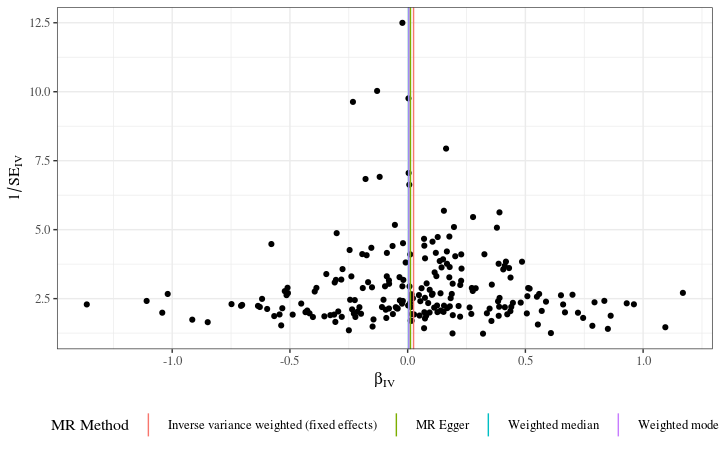 12.5
10.0
7.5
5.0
2.5
1/SE_IV
-1.0 -0.5 0.0 0.5 1.0
β_IV
MR Method Inverse variance weighted (fixed effects) MR Egger Weighted median Weighted mode